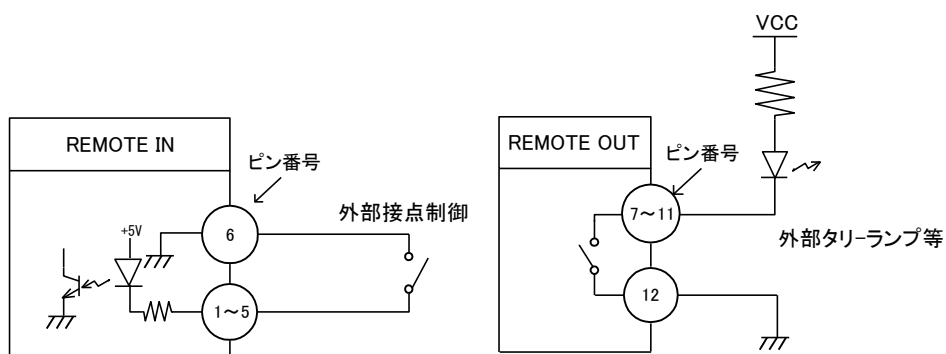 REMOTE IN
ピン番号
6
外部接点制御
+5V
1～5
VCC
REMOTE OUT
ピン番号
7～11
外部タリーランプ等
12